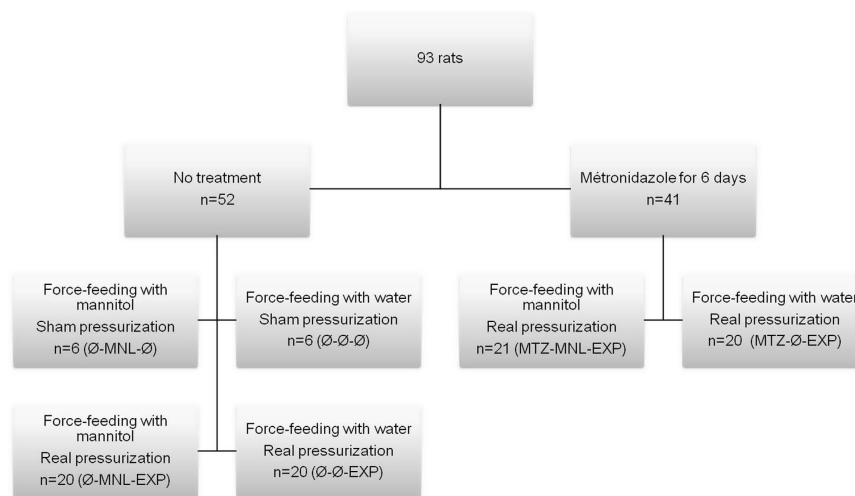 93 rats
No treatment
n=52
Métronidazole for 6 days
n=41
Force-feeding with
mannitol
Sham pressurization
n=6 (Ø-MNL-Ø)
Force-feeding with water
Sham pressurization
n=6 (Ø-Ø-Ø)
Force-feeding with
mannitol
Real pressurization
n=21 (MTZ-MNL-EXP)
Force-feeding with water
Real pressurization
n=20 (MTZ-Ø-EXP)
Force-feeding with
mannitol
Real pressurization
n=20 (Ø-MNL-EXP)
Force-feeding with water
Real pressurization
n=20 (Ø-Ø-EXP)